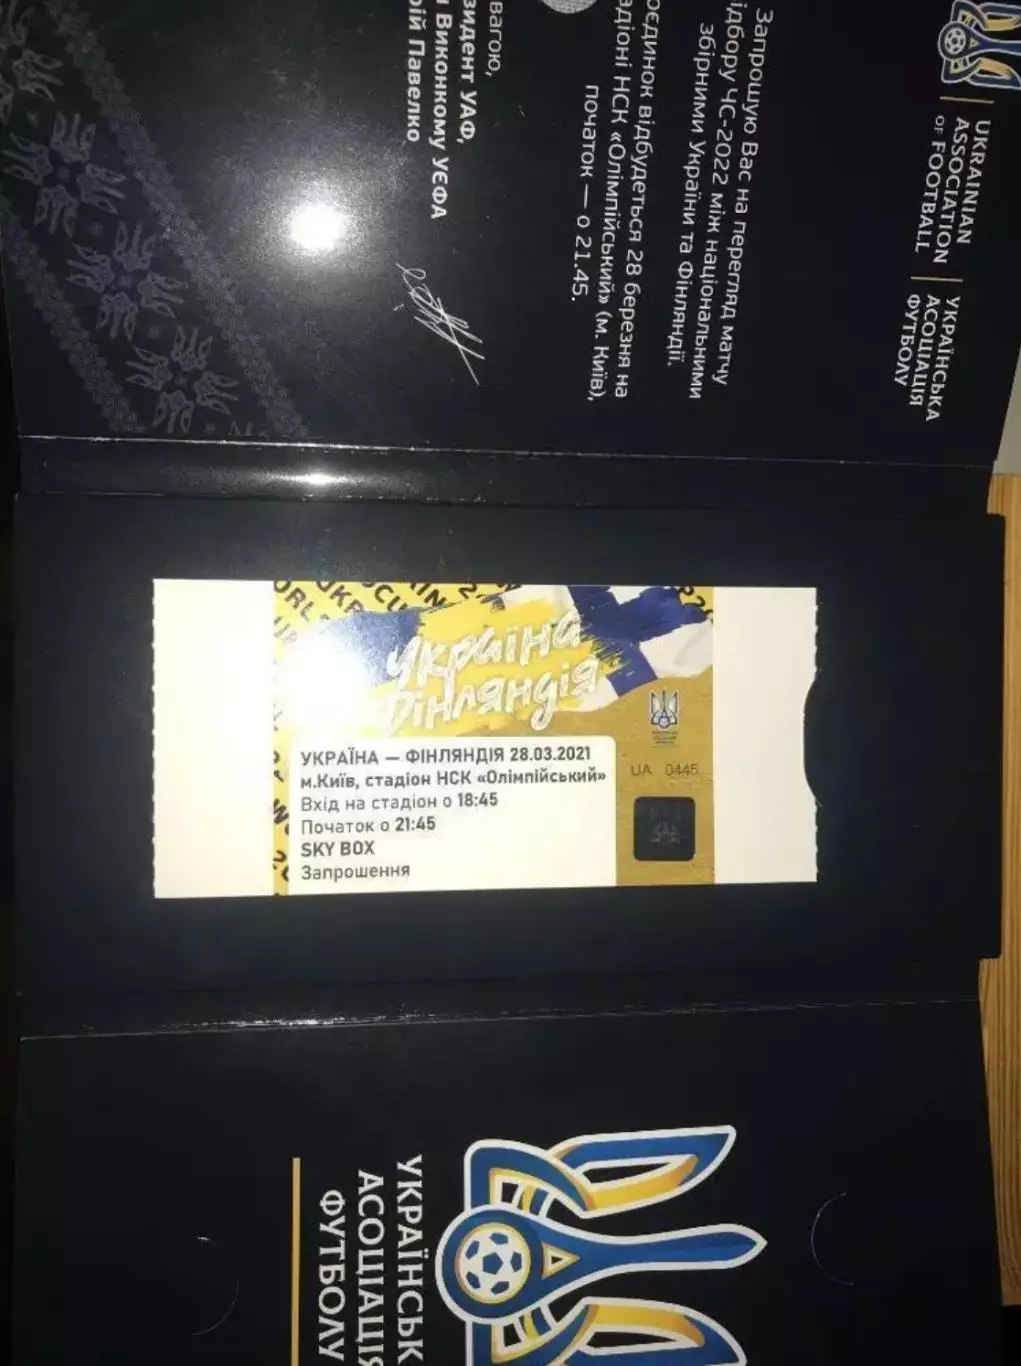 UKRAINIAN
ASSOCIATION
OF FOOTBALL
УКРАЇНСЬКА
АСОЦІАЦІЯ
ФУТБОЛУ
Запрошую Вас на перегляд матчу
ідбору ЧС-2022 між національними
збірними України та Фінляндії.
оєдинок відбудеться 28 березня на
адіоні НСК «Олімпійський» (м. Київ),
початок — о 21.45.
вагою,
зидент УАФ,
н Виконкому УЄФА
рій Павелко
Україна
Фінляндія
УКРАЇНА — ФІНЛЯНДІЯ 28.03.2021
м.Київ, стадіон НСК «Олімпійський»
Вхід на стадіон о 18:45
Початок о 21:45
SKY BOX
Запрошення
UA 0445
УКРАЇНСЬК
АСОЦІАЦІЯ
ФУТБОЛУ